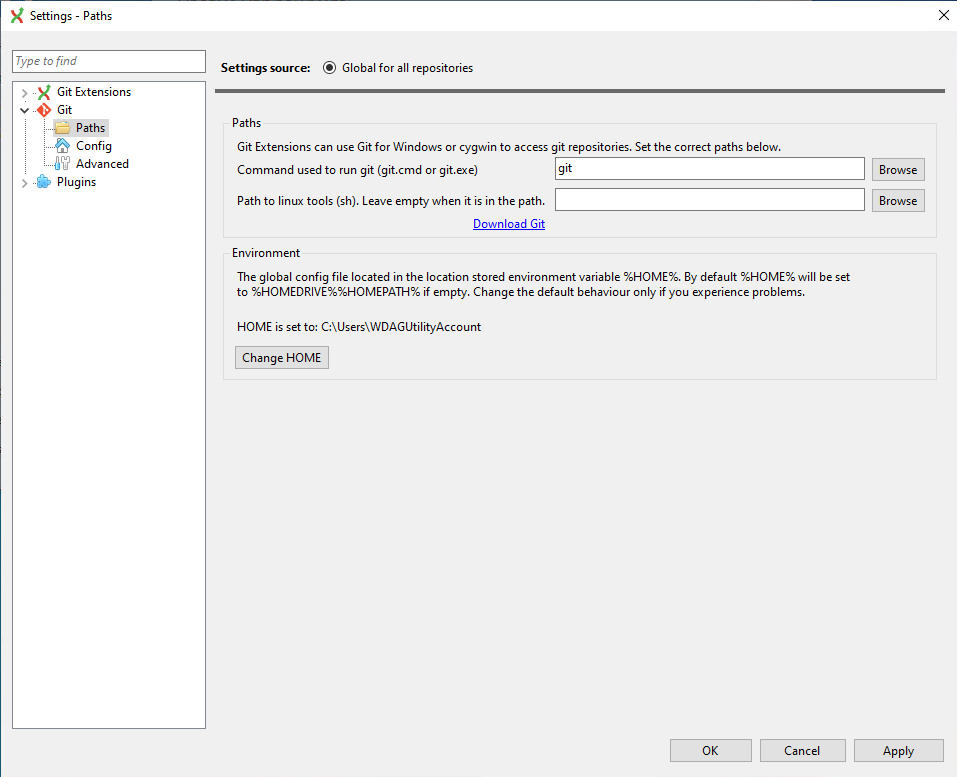 Settings - Paths
Type to find
Settings source:
Global for all repositories
Git Extensions
Git
Paths
Config
Advanced
Plugins
Paths
Git Extensions can use Git for Windows or cygwin to access git repositories. Set the correct paths below.
Command used to run git (git.cmd or git.exe)
git
Browse
Path to linux tools (sh). Leave empty when it is in the path.
Browse
Download Git
Environment
The global config file located in the location stored environment variable %HOME%. By default %HOME% will be set
to %HOMEDRIVE%%HOMEPATH% if empty. Change the default behaviour only if you experience problems.
HOME is set to: C:\Users\WDAGUtilityAccount
Change HOME
OK
Cancel
Apply